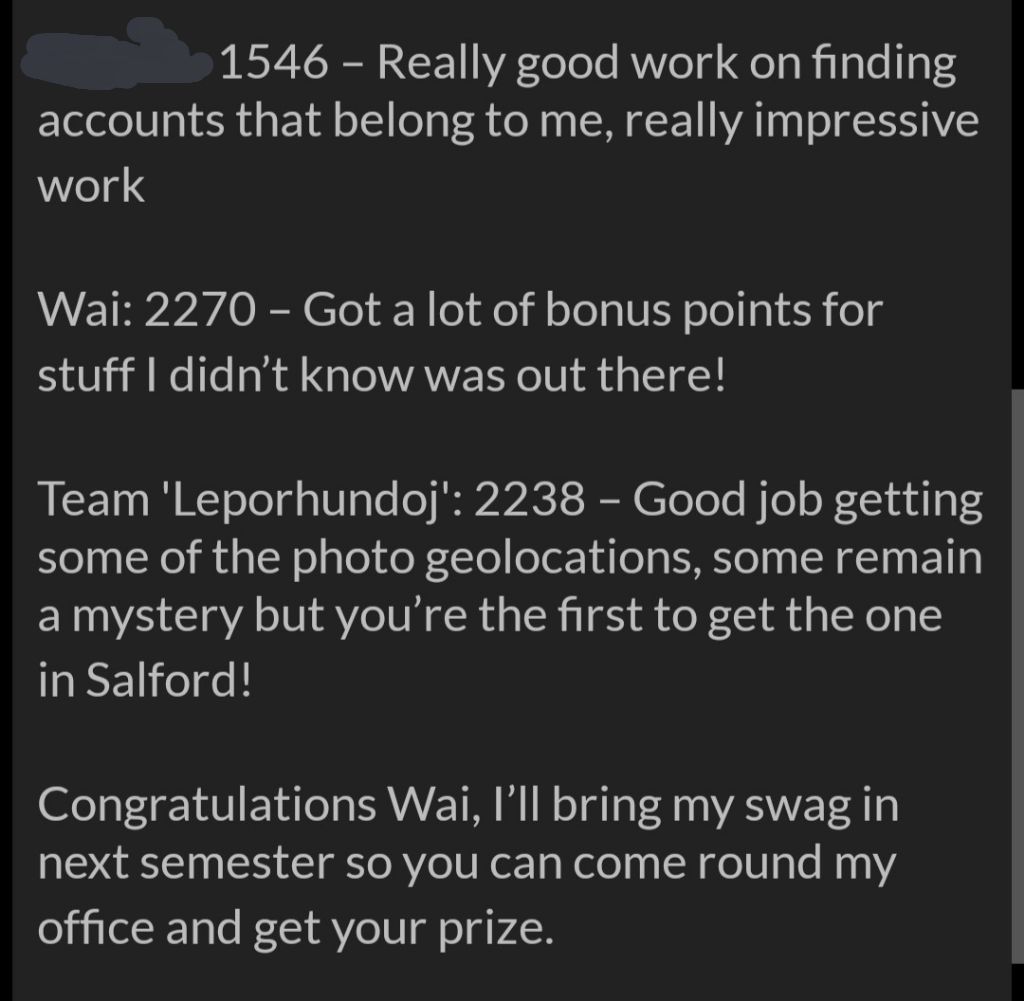 1546 – Really good work on finding
accounts that belong to me, really impressive
work
Wai: 2270 – Got a lot of bonus points for
stuff I didn’t know was out there!
Team 'Leporhundoj': 2238 – Good job getting
some of the photo geolocations, some remain
a mystery but you’re the first to get the one
in Salford!
Congratulations Wai, I’ll bring my swag in
next semester so you can come round my
office and get your prize.